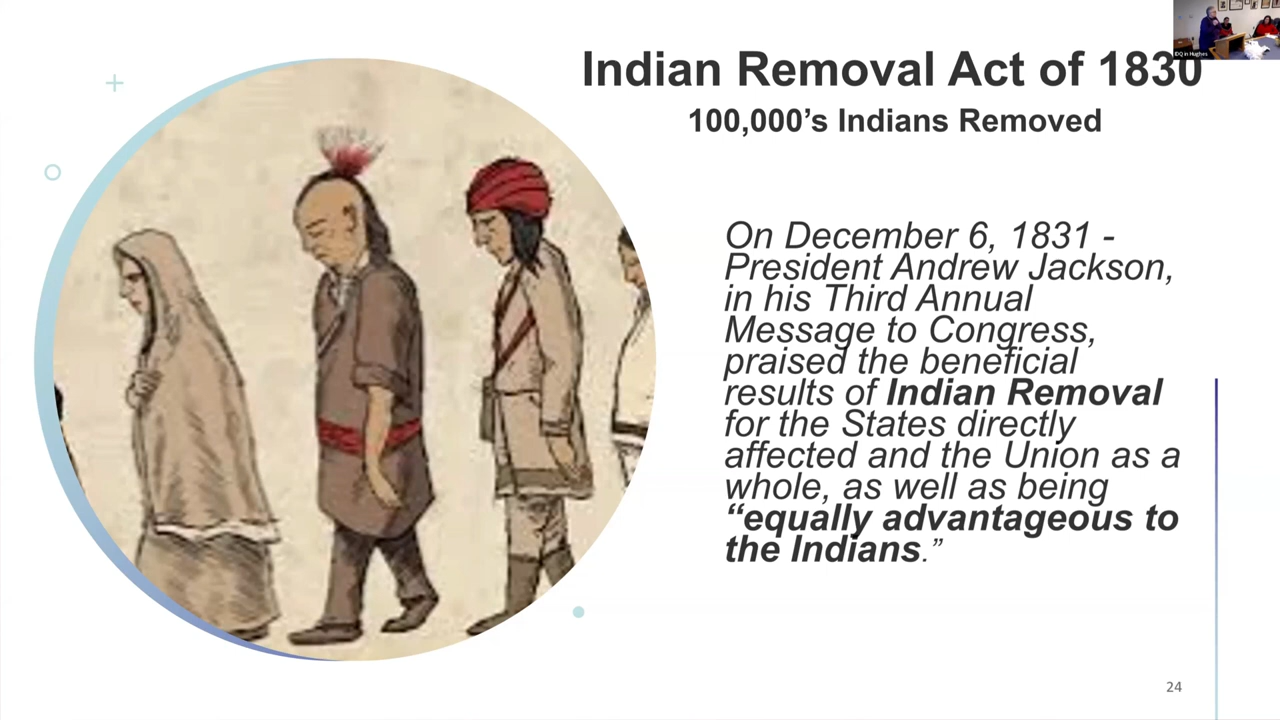 Indian Removal Act of 1830
100,000's Indians Removed
On December 6, 1831 -
President Andrew Jackson,
in his Third Annual
Message to Congress,
praised the beneficial
results of Indian Removal
for the States directly
affected and the Union as a
whole, as well as being
“equally advantageous to
the Indians.”
24